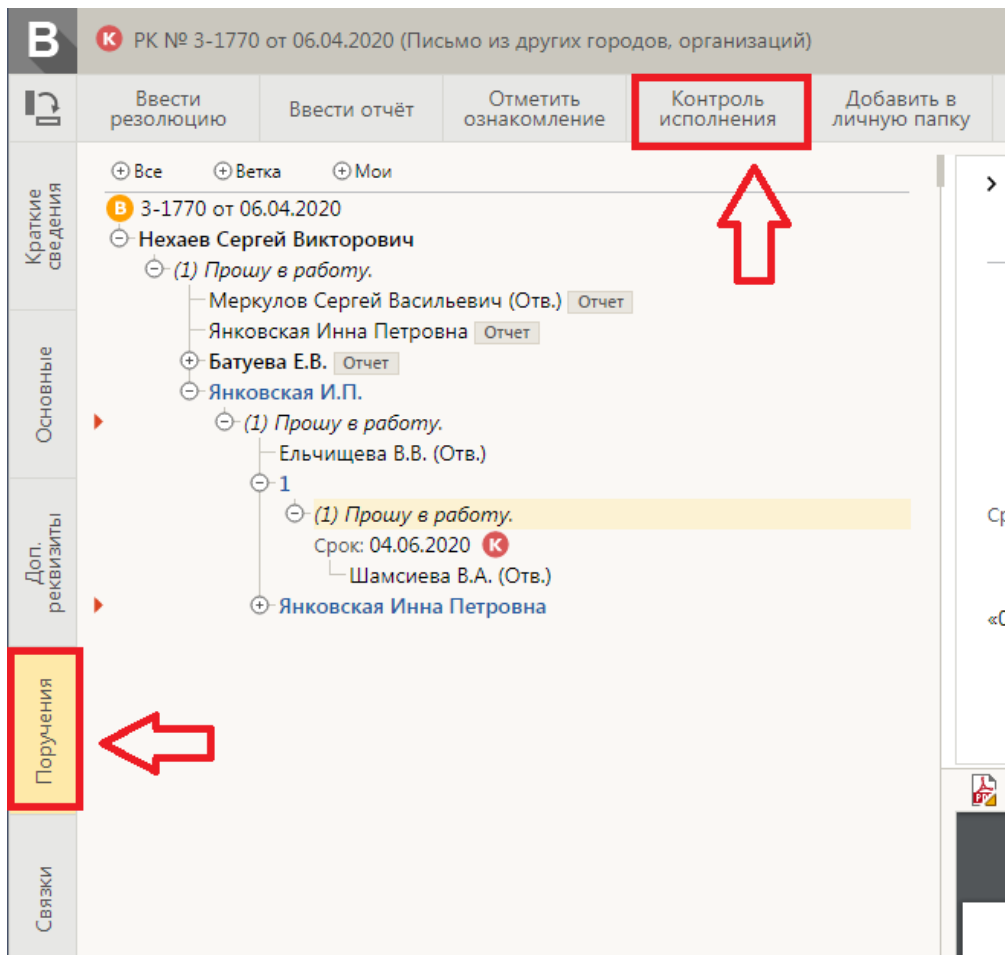 B
К РК № 3-1770 от 06.04.2020 (Письмо из других городов, организаций)
Ввести резолюцию
Ввести отчёт
Отметить ознакомление
Контроль исполнения
Добавить в личную папку
Краткие сведения
Основные
Доп. реквизиты
Поручения
Связки
Все Ветка Мои
В 3-1770 от 06.04.2020
Нехаев Сергей Викторович
(1) Прошу в работу.
Меркулов Сергей Васильевич (Отв.) Отчет
Янковская Инна Петровна Отчет
Батуева Е.В. Отчет
Янковская И.П.
(1) Прошу в работу.
Ельчищева В.В. (Отв.)
1
(1) Прошу в работу.
Срок: 04.06.2020 К
Шамсиева В.А. (Отв.)
Янковская Инна Петровна
PDF